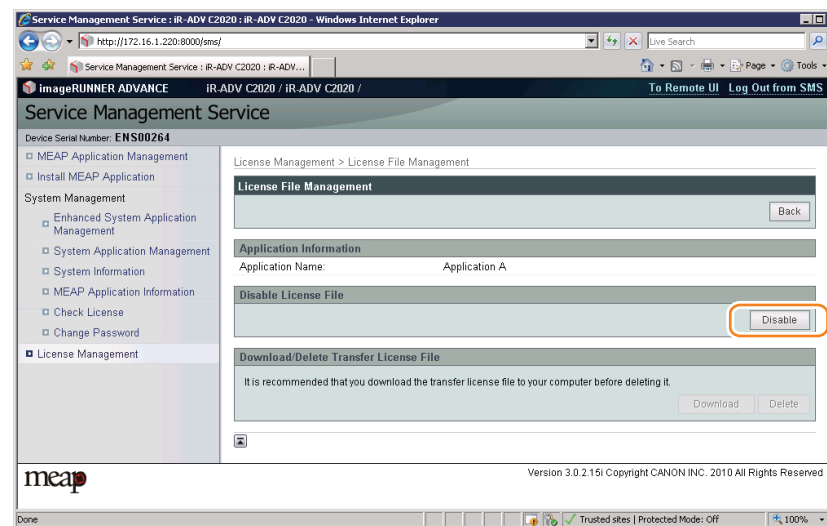 Service Management Service : iR-ADV C2020 : iR-ADV C2020 - Windows Internet Explorer
http://172.16.1.220:8000/sms/
Live Search
Service Management Service : iR-ADV C2020 : iR-ADV...
Page
Tools
imageRUNNER ADVANCE iR-ADV C2020 / iR-ADV C2020 /
To Remote UI Log Out from SMS
Service Management Service
Device Serial Number: ENS00264
MEAP Application Management
Install MEAP Application
System Management
Enhanced System Application
Management
System Application Management
System Information
MEAP Application Information
Check License
Change Password
License Management
License Management > License File Management
License File Management
Back
Application Information
Application Name: Application A
Disable License File
Disable
Download/Delete Transfer License File
It is recommended that you download the transfer license file to your computer before deleting it.
Download Delete
meap
Version 3.0.2.15i Copyright CANON INC. 2010 All Rights Reserved
Done
Trusted sites | Protected Mode: Off
100%